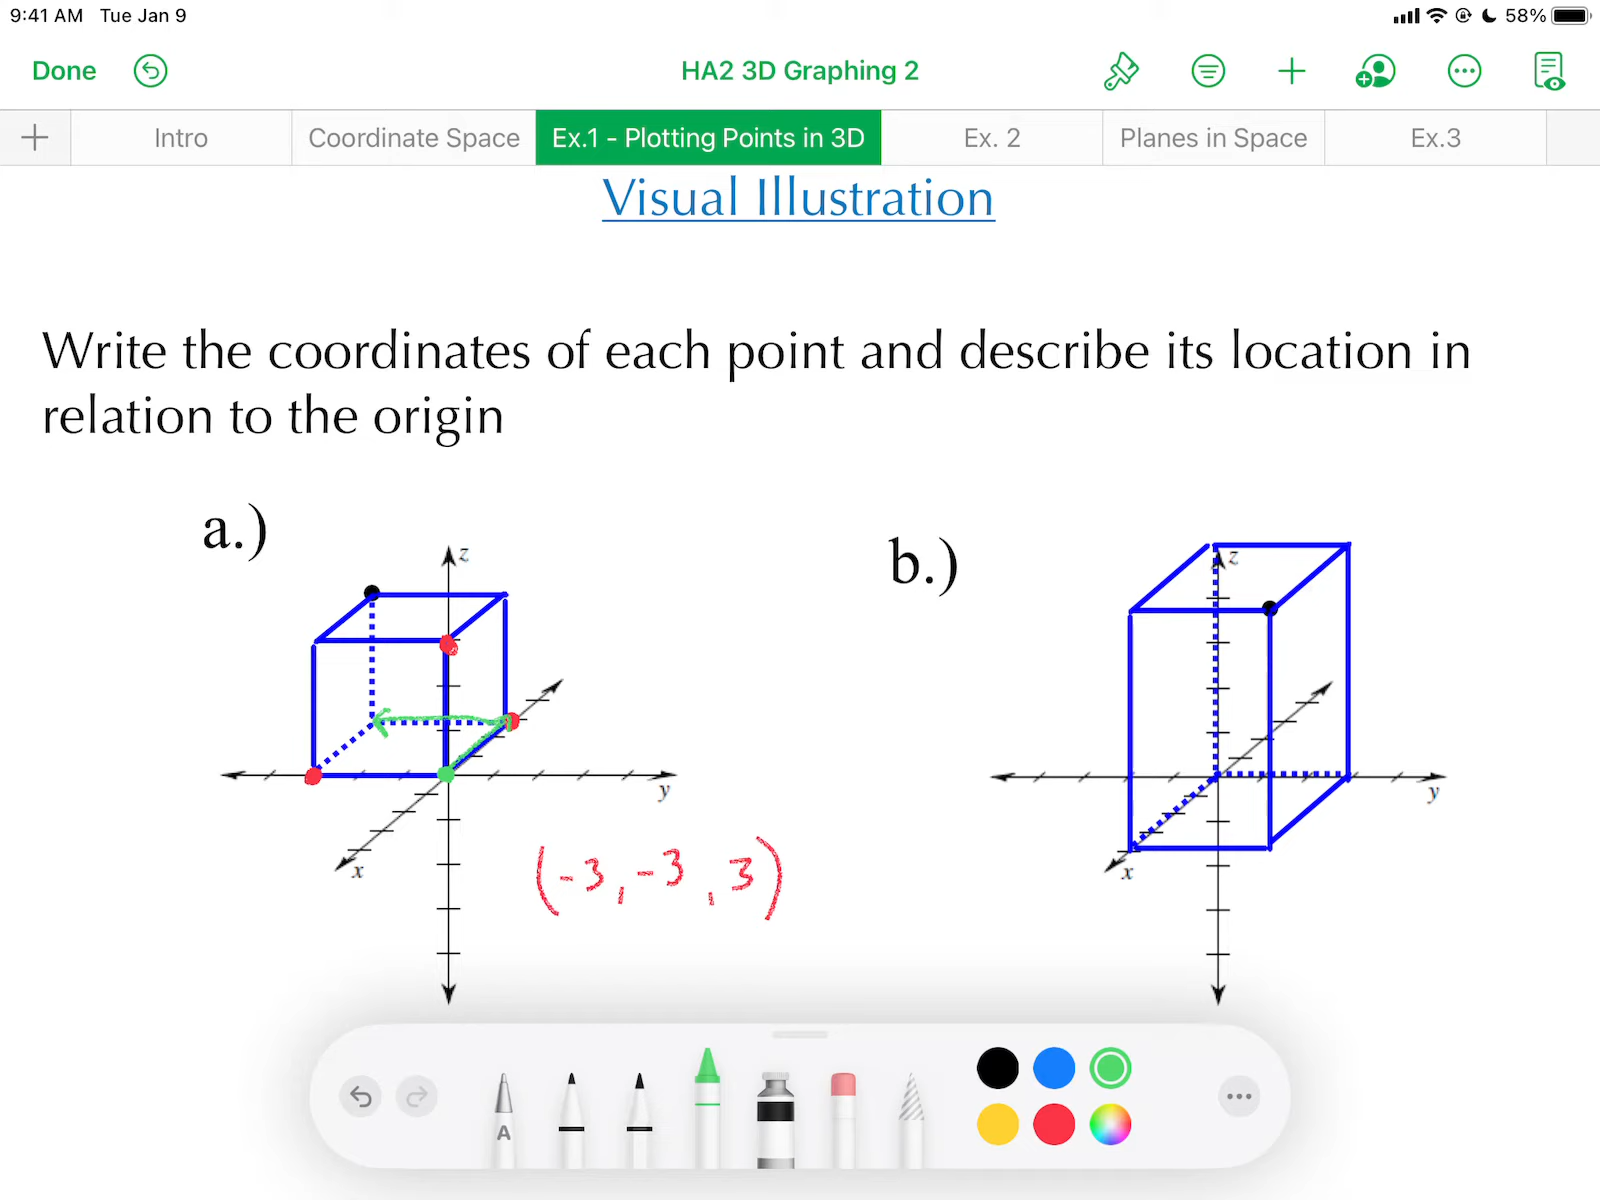 9:41 AM Tue Jan 9 58%
Done HA2 3D Graphing 2
Intro Coordinate Space Ex.1 - Plotting Points in 3D Ex. 2 Planes in Space Ex.3
Visual Illustration
Write the coordinates of each point and describe its location in
relation to the origin
a.)
z
y
x
(-3, -3, 3)
b.)
z
y
x
A